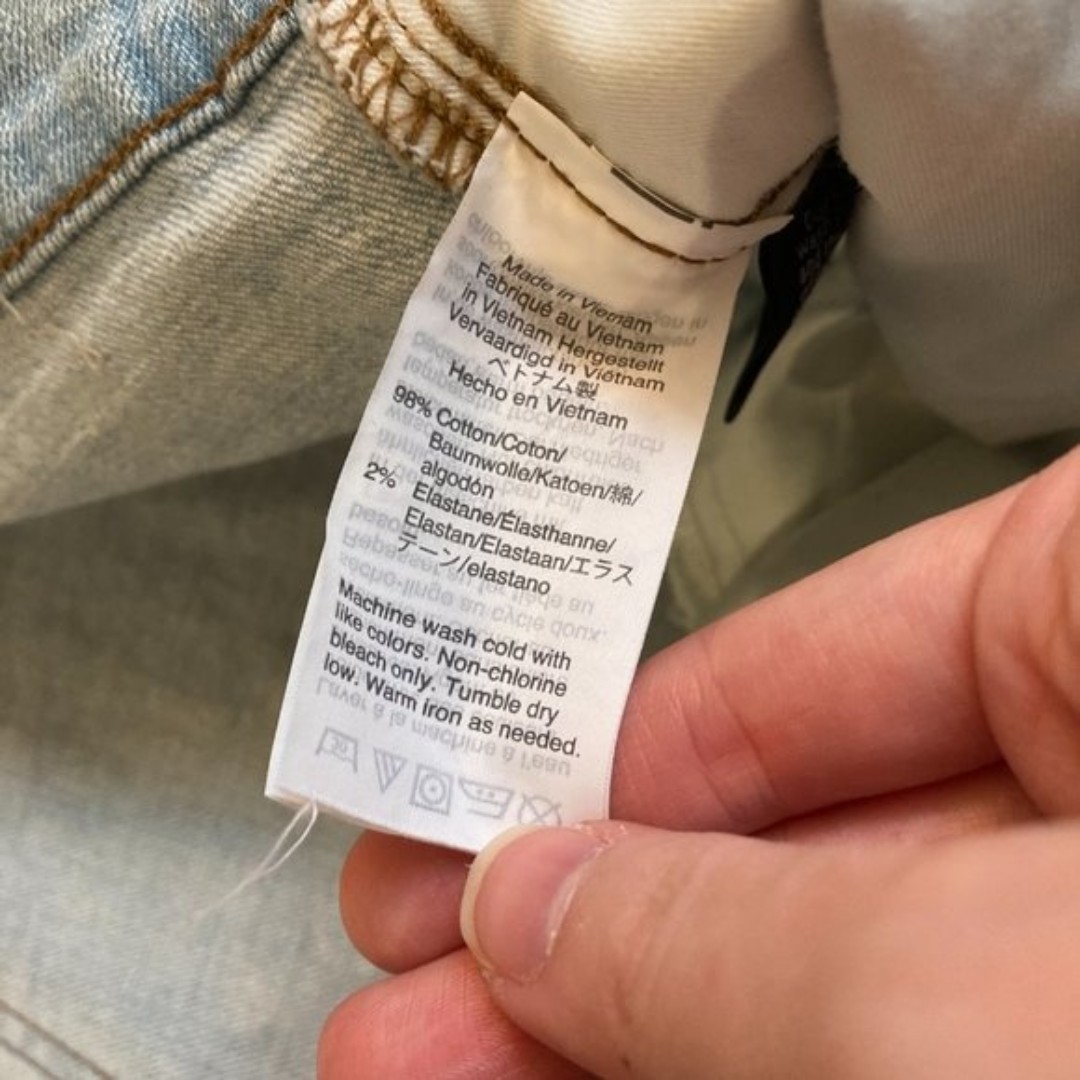 Made in Vietnam
Fabriqué au Vietnam
in Vietnam Hergestellt
Vervaardigd in Vietnam
ベトナム製
Hecho en Vietnam
98% Cotton/Coton/
Baumwolle/Katoen/綿/
algodón
2% Elastane/Élasthanne/
Elastan/Elastaan/エラス
テーン/elastano
Machine wash cold with
like colors. Non-chlorine
bleach only. Tumble dry
low. Warm iron as needed.